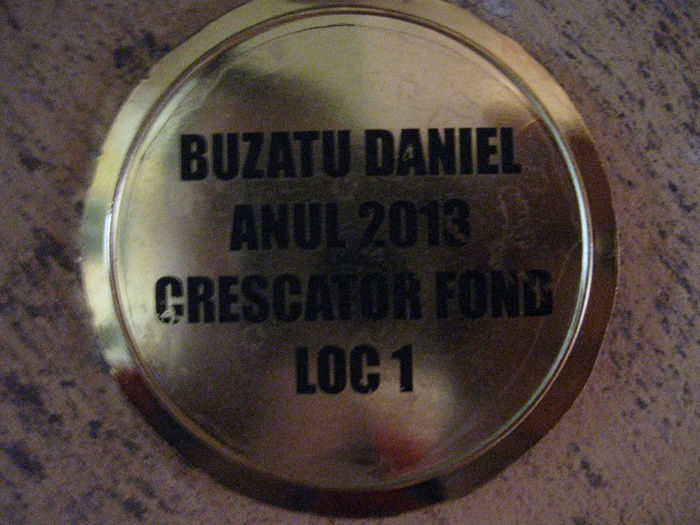 BUZATU DANIEL
ANUL 2013
CRESCATOR FOND
LOC 1